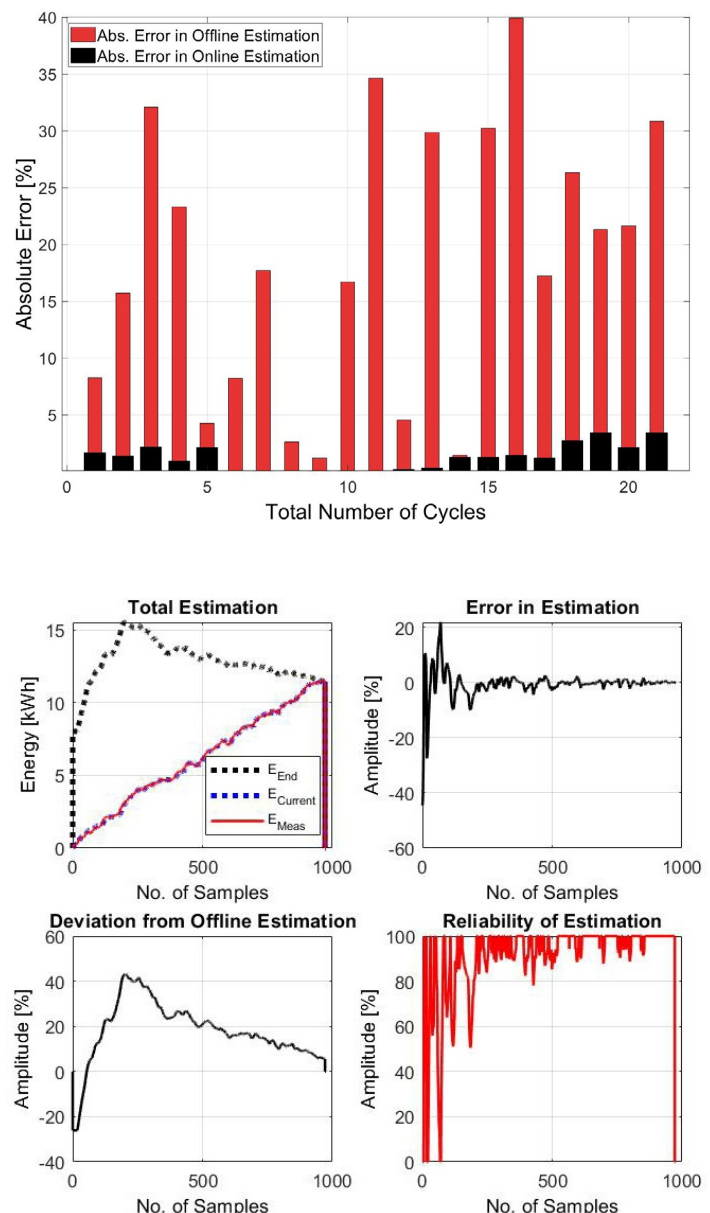 40
35
30
25
20
15
10
5
Absolute Error [%]
Abs. Error in Offline Estimation
Abs. Error in Online Estimation
0 5 10 15 20
Total Number of Cycles
Total Estimation
15
10
5
0
Energy [kWh]
E_End
E_Current
E_Meas
0 500 1000
No. of Samples
Error in Estimation
20
0
-20
-40
-60
Amplitude [%]
0 500 1000
No. of Samples
Deviation from Offline Estimation
60
40
20
0
-20
-40
Amplitude [%]
0 500 1000
No. of Samples
Reliability of Estimation
100
80
60
40
20
0
Amplitude [%]
0 500 1000
No. of Samples